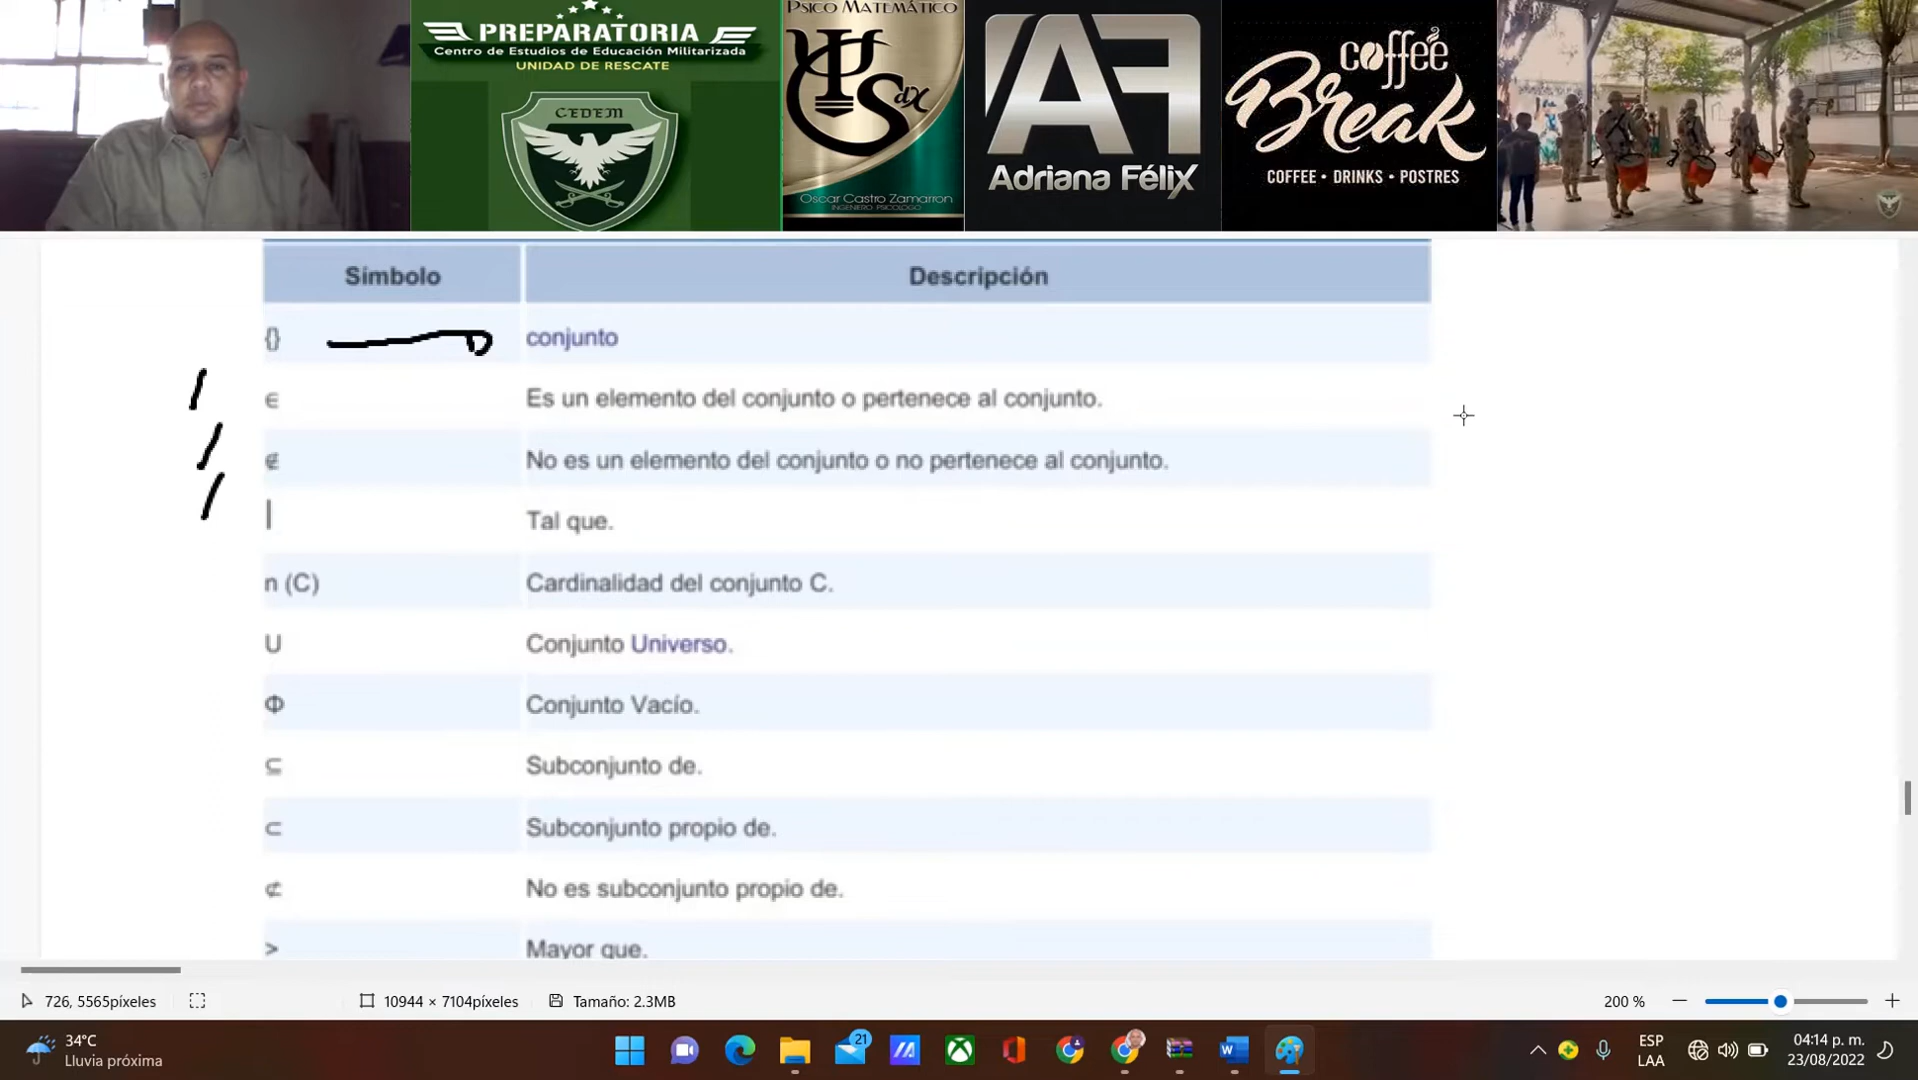 PREPARATORIA
Centro de Estudios de Educación Militarizada
UNIDAD DE RESCATE
CEDEM
PSICO MATEMÁTICO
Oscar Castro Zamarron
INGENIERO PSICOLOGO
AF
Adriana Félix
coffee
Break
COFFEE • DRINKS • POSTRES
Símbolo Descripción
{} conjunto
∈ Es un elemento del conjunto o pertenece al conjunto.
∉ No es un elemento del conjunto o no pertenece al conjunto.
| Tal que.
n (C) Cardinalidad del conjunto C.
U Conjunto Universo.
Φ Conjunto Vacío.
⊆ Subconjunto de.
⊂ Subconjunto propio de.
⊄ No es subconjunto propio de.
> Mayor que.
726, 5565píxeles 10944 × 7104píxeles Tamaño: 2.3MB 200 %
34°C
Lluvia próxima
21
ESP
LAA
04:14 p. m.
23/08/2022